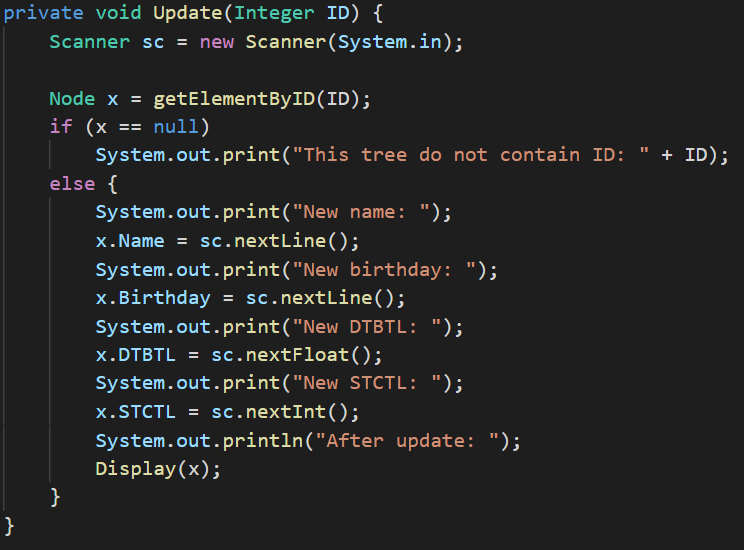 private void Update(Integer ID) {
    Scanner sc = new Scanner(System.in);

    Node x = getElementByID(ID);
    if (x == null)
        System.out.print("This tree do not contain ID: " + ID);
    else {
        System.out.print("New name: ");
        x.Name = sc.nextLine();
        System.out.print("New birthday: ");
        x.Birthday = sc.nextLine();
        System.out.print("New DTBTL: ");
        x.DTBTL = sc.nextFloat();
        System.out.print("New STCTL: ");
        x.STCTL = sc.nextInt();
        System.out.println("After update: ");
        Display(x);
    }
}